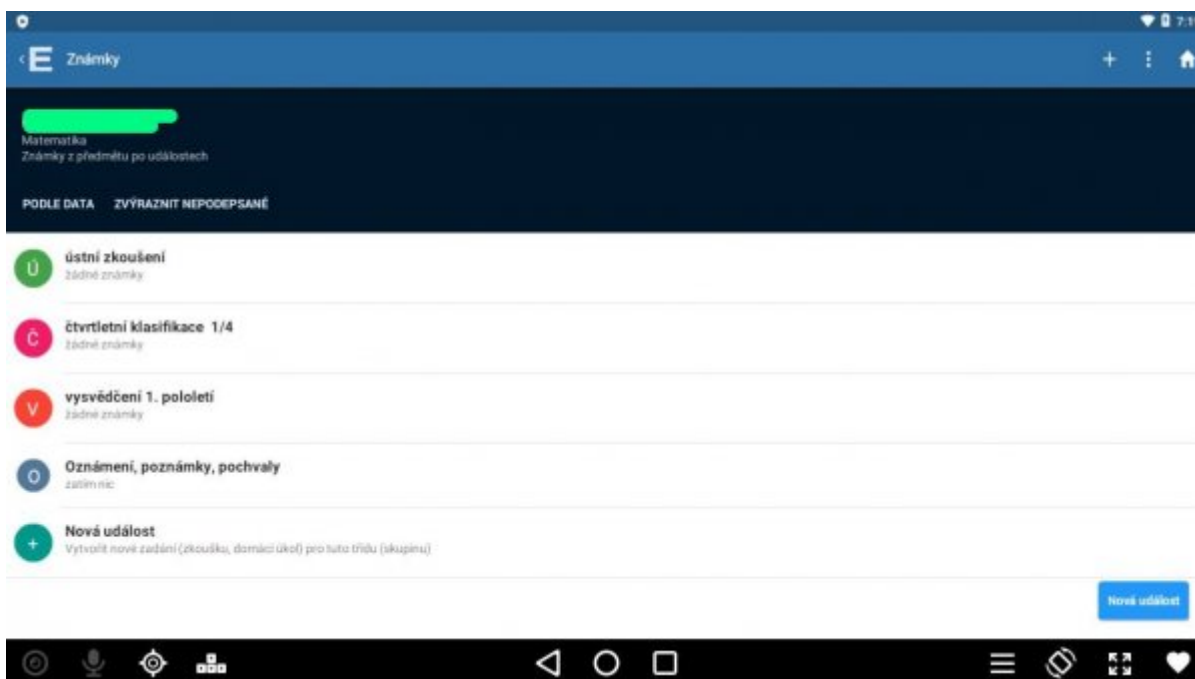 E Známky
Matematika
Známky z předmětu po událostech
PODLE DATA ZVÝRAZNIT NEPODEPSANÉ
Ú ústní zkoušení
žádné známky
Č čtvrtletní klasifikace 1/4
žádné známky
V vysvědčení 1. pololetí
žádné známky
O Oznámení, poznámky, pochvaly
zatím nic
+ Nová událost
Vytvořit nové zadání (zkoušku, domácí úkol) pro tuto třídu (skupinu)
Nová událost